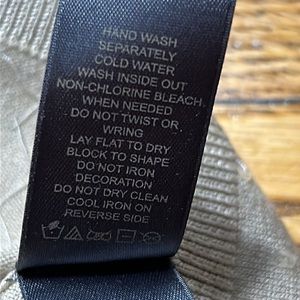 HAND WASH
SEPARATELY
COLD WATER
WASH INSIDE OUT
NON-CHLORINE BLEACH
WHEN NEEDED
DO NOT TWIST OR
WRING
LAY FLAT TO DRY
BLOCK TO SHAPE
DO NOT IRON
DECORATION
DO NOT DRY CLEAN
COOL IRON ON
REVERSE SIDE